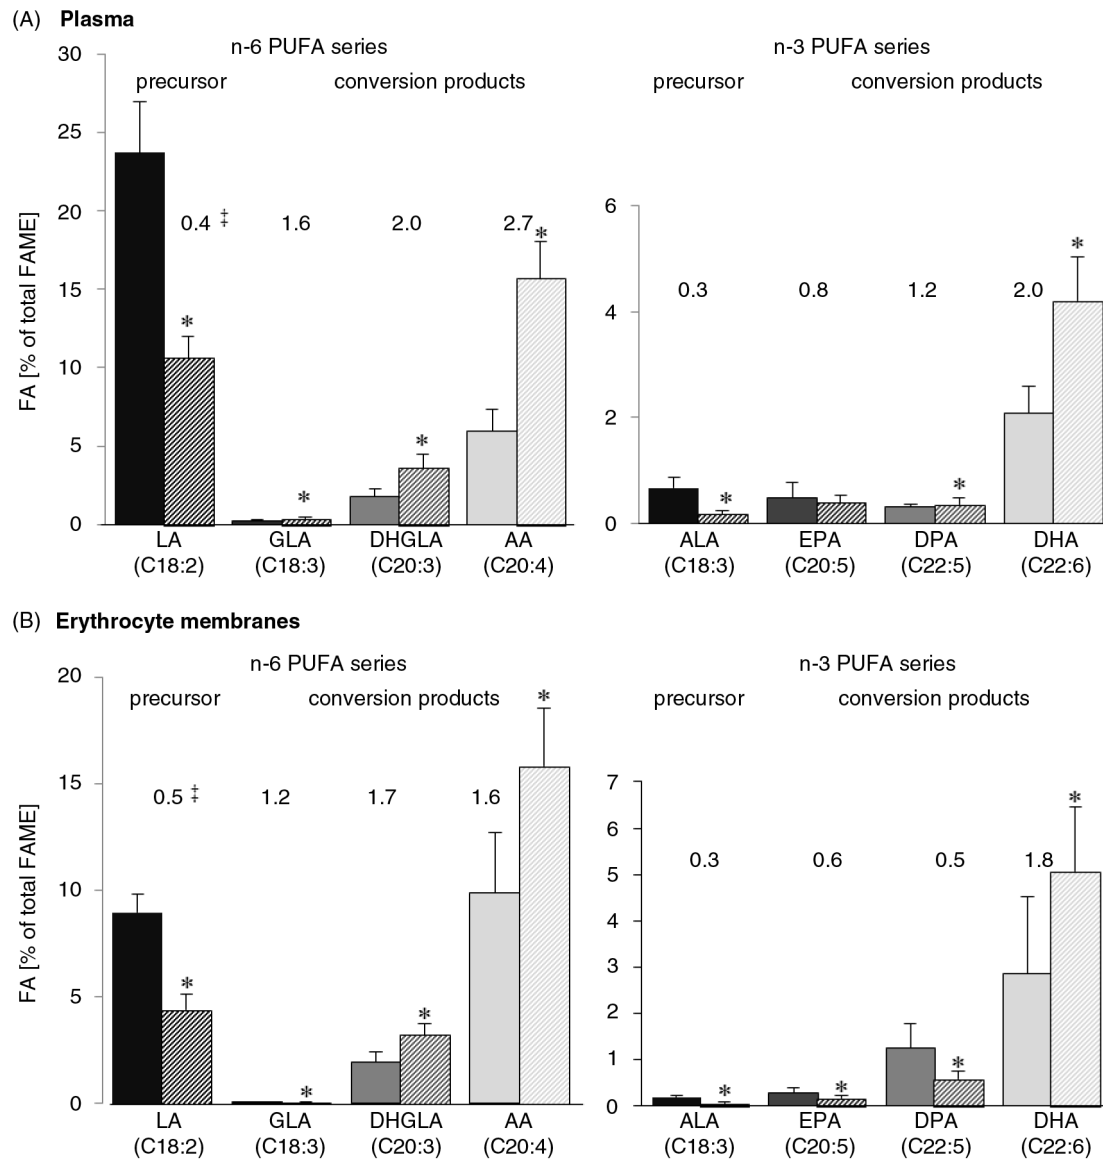 (A) Plasma
n-6 PUFA series
n-3 PUFA series
precursor
conversion products
precursor
conversion products
FA [% of total FAME]
30
25
20
15
10
5
0
0.4 ‡
1.6
2.0
2.7
*
*
*
*
LA
(C18:2)
GLA
(C18:3)
DHGLA
(C20:3)
AA
(C20:4)
6
4
2
0
0.3
0.8
1.2
2.0
*
*
*
ALA
(C18:3)
EPA
(C20:5)
DPA
(C22:5)
DHA
(C22:6)
(B) Erythrocyte membranes
n-6 PUFA series
n-3 PUFA series
precursor
conversion products
precursor
conversion products
FA [% of total FAME]
20
15
10
5
0
0.5 ‡
1.2
1.7
1.6
*
*
*
*
LA
(C18:2)
GLA
(C18:3)
DHGLA
(C20:3)
AA
(C20:4)
7
6
5
4
3
2
1
0
0.3
0.6
0.5
1.8
*
*
*
*
ALA
(C18:3)
EPA
(C20:5)
DPA
(C22:5)
DHA
(C22:6)